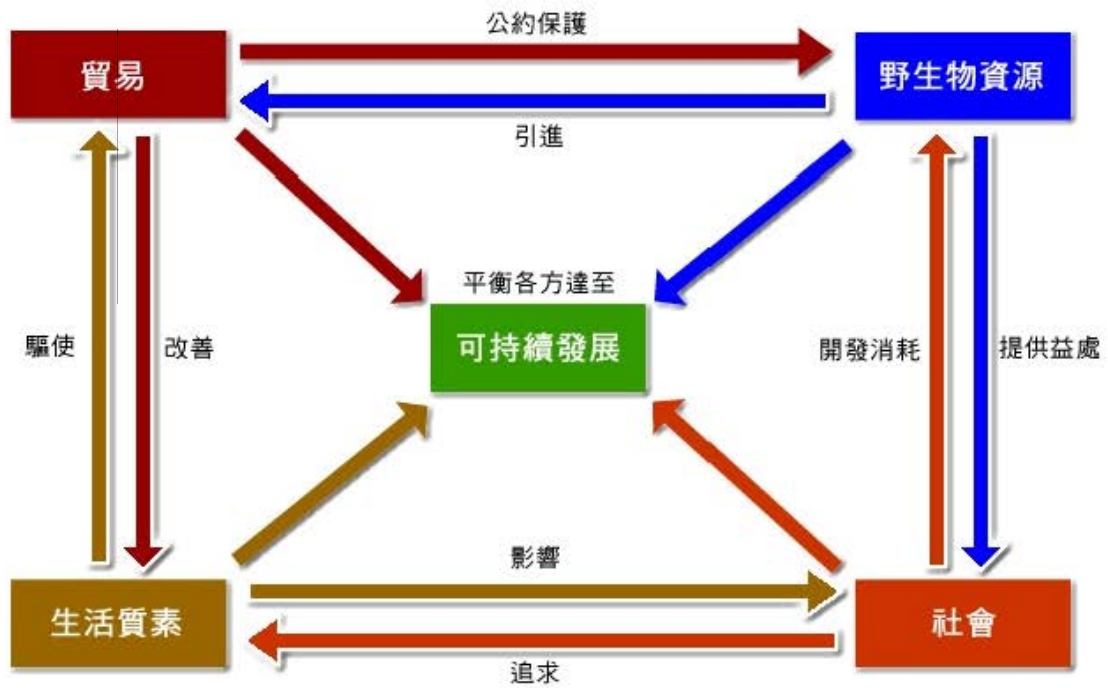 公約保護
貿易
野生物資源
引進
平衡各方達至
可持續發展
驅使
改善
開發消耗
提供益處
影響
生活質素
社會
追求